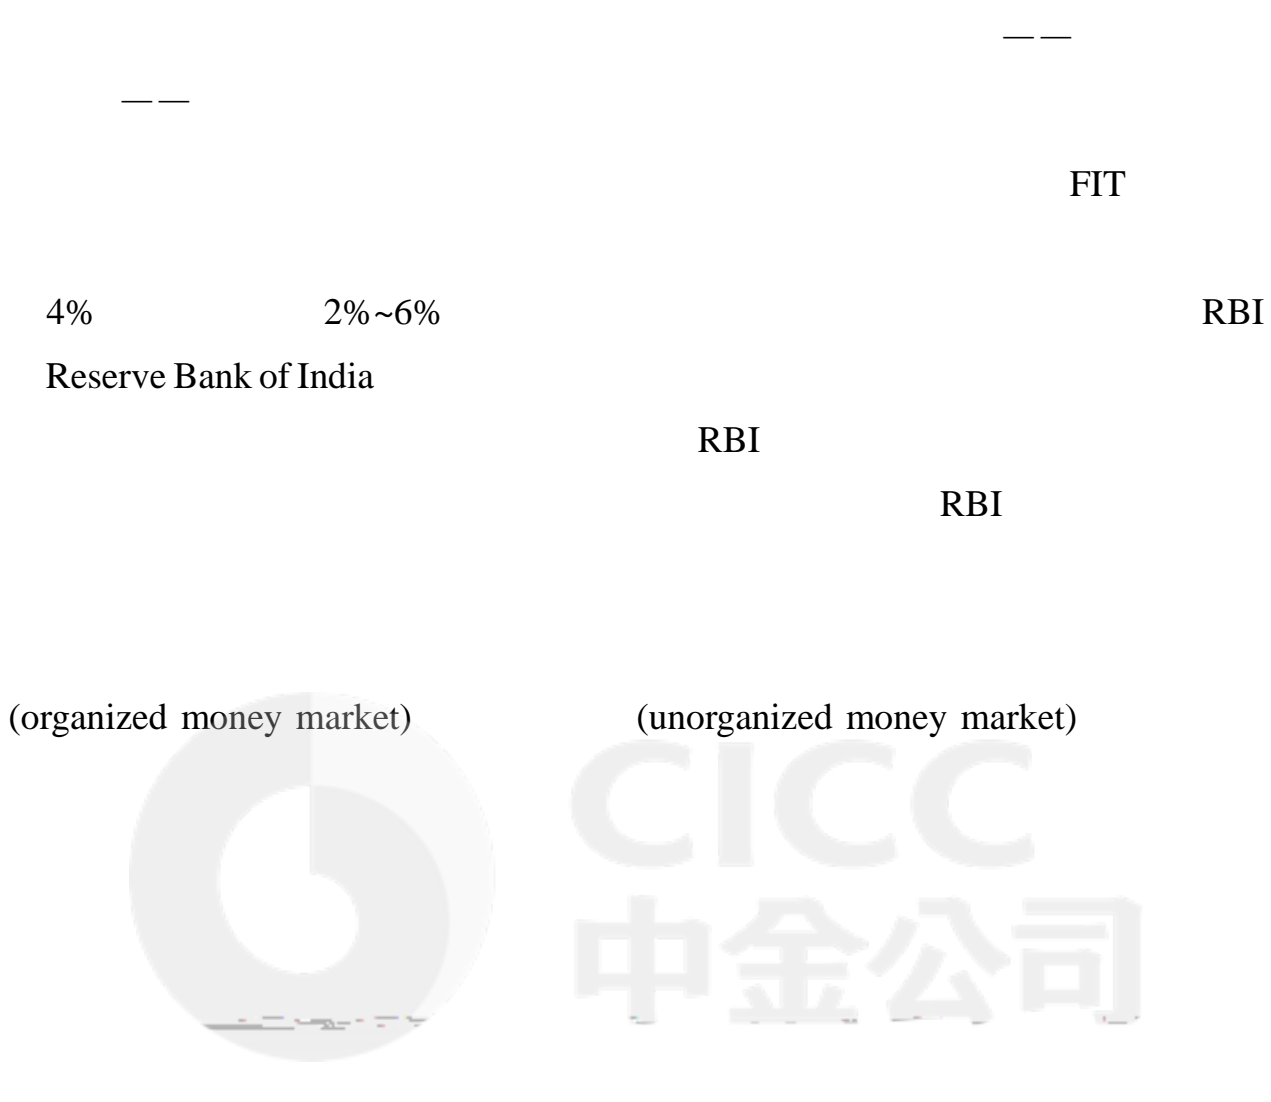 ——
——
FIT
4% 2%~6% RBI
Reserve Bank of India
RBI
RBI
(organized money market) (unorganized money market)
CICC
中金公司